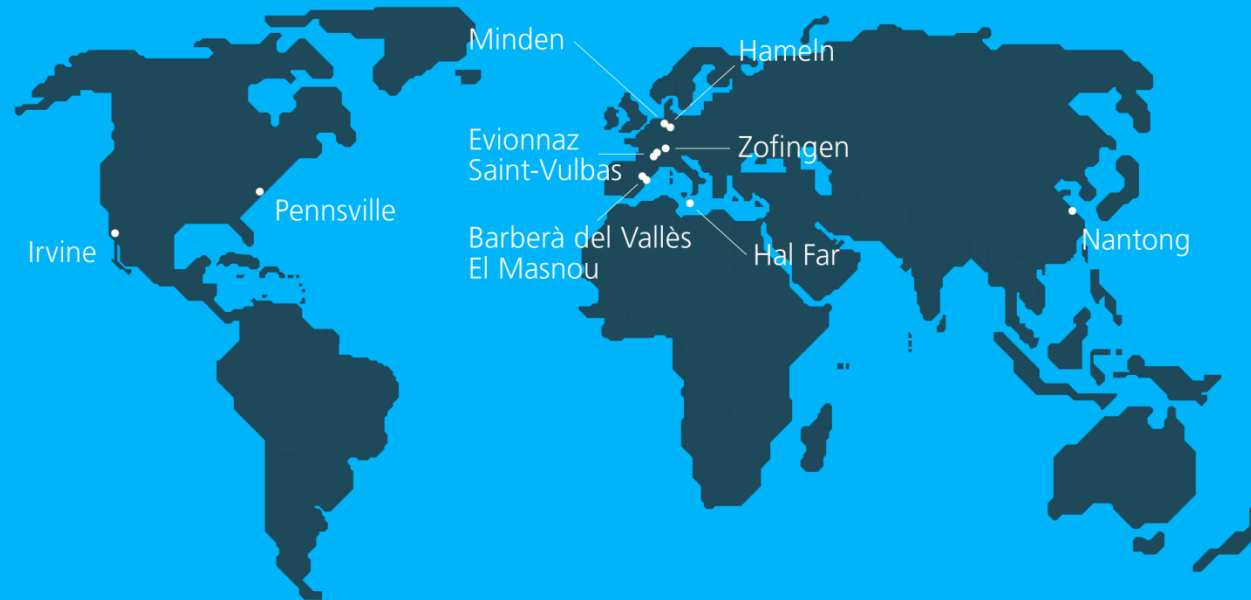 Minden
Hameln
Evionnaz
Saint-Vulbas
Zofingen
Pennsville
Irvine
Barberà del Vallès
El Masnou
Hal Far
Nantong